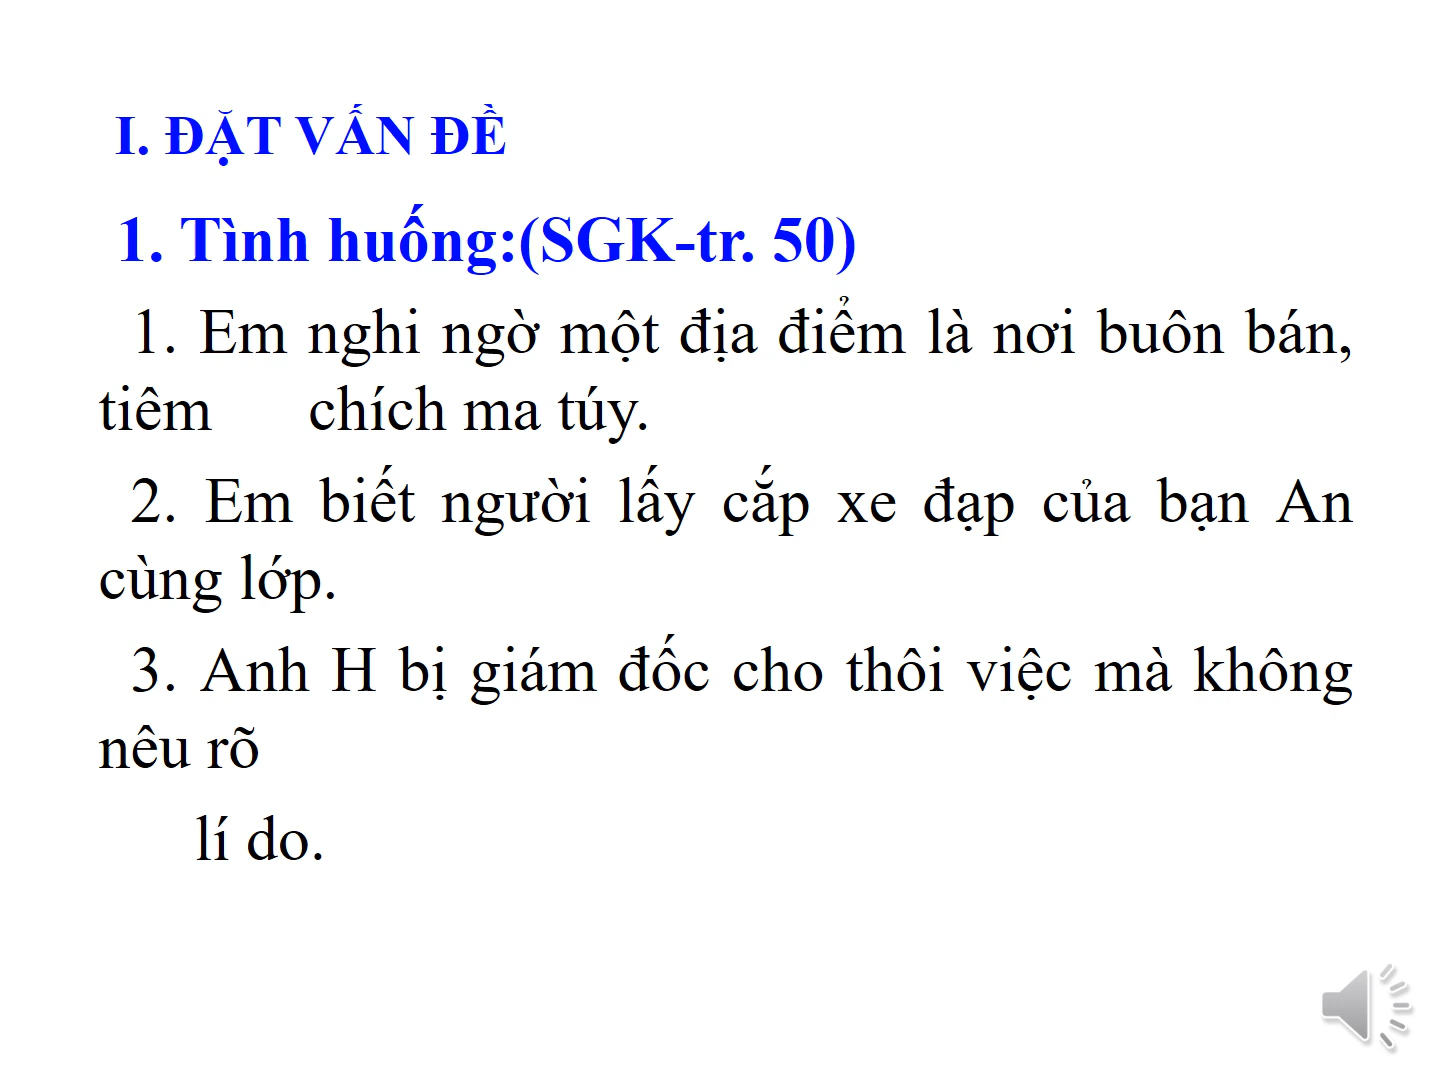 I. ĐẶT VẤN ĐỀ
1. Tình huống:(SGK-tr. 50)
1. Em nghi ngờ một địa điểm là nơi buôn bán,
tiêm chích ma túy.
2. Em biết người lấy cắp xe đạp của bạn An
cùng lớp.
3. Anh H bị giám đốc cho thôi việc mà không
nêu rõ
lí do.